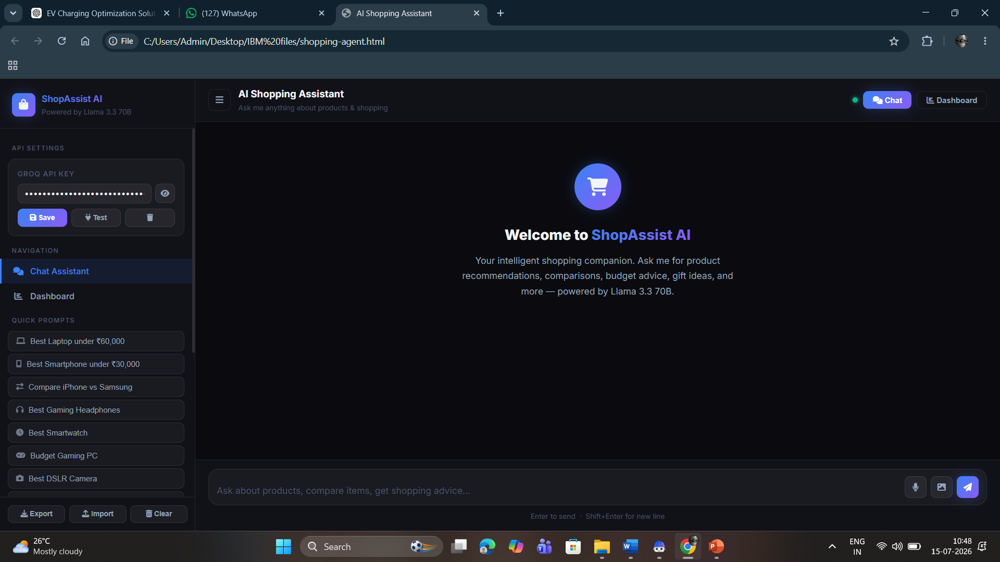 EV Charging Optimization Solut
(127) WhatsApp
AI Shopping Assistant
File
C:/Users/Admin/Desktop/IBM%20files/shopping-agent.html
ShopAssist AI
Powered by Llama 3.3 70B
API SETTINGS
GROQ API KEY
Save
Test
NAVIGATION
Chat Assistant
Dashboard
QUICK PROMPTS
Best Laptop under ₹60,000
Best Smartphone under ₹30,000
Compare iPhone vs Samsung
Best Gaming Headphones
Best Smartwatch
Budget Gaming PC
Best DSLR Camera
Export
Import
Clear
AI Shopping Assistant
Ask me anything about products & shopping
Chat
Dashboard
Welcome to ShopAssist AI
Your intelligent shopping companion. Ask me for product
recommendations, comparisons, budget advice, gift ideas, and
more — powered by Llama 3.3 70B.
Ask about products, compare items, get shopping advice...
Enter to send · Shift+Enter for new line
26°C
Mostly cloudy
Search
ENG
IN
10:48
15-07-2026